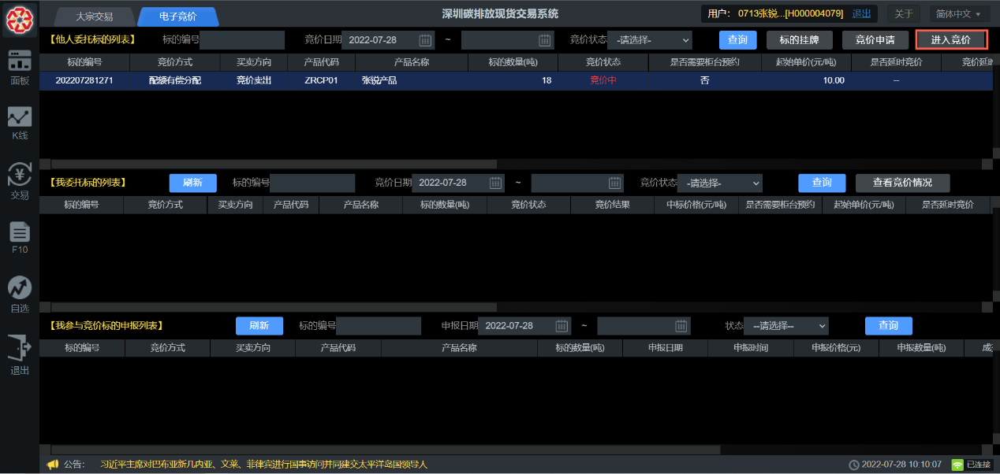 大宗交易 电子竞价 深圳碳排放现货交易系统 用户： 0713张锐...[H000004079] 退出 关于 简体中文
【他人委托标的列表】 标的编号 竞价日期 2022-07-28 ~ 竞价状态 -请选择- 查询 标的挂牌 竞价申请 进入竞价
标的编号 竞价方式 买卖方向 产品代码 产品名称 标的数量(吨) 竞价状态 是否需要柜台预约 起始单价(元/吨) 是否延时竞价 竞价延时
202207281271 配额有偿分配 竞价卖出 ZRCP01 张锐产品 18 竞价中 否 10.00 --
面板
K线
交易
F10
自选
退出
【我委托标的列表】 刷新 标的编号 竞价日期 2022-07-28 ~ 竞价状态 -请选择- 查询 查看竞价情况
标的编号 竞价方式 买卖方向 产品代码 产品名称 标的数量(吨) 竞价状态 竞价结果 中标价格(元/吨) 是否需要柜台预约 起始单价(元/吨) 是否延时竞价
【我参与竞价标的申报列表】 刷新 标的编号 申报日期 2022-07-28 ~ 状态 --请选择-- 查询
标的编号 竞价方式 买卖方向 产品代码 产品名称 标的数量(吨) 申报日期 申报时间 申报价格(元) 申报数量(吨) 成
公告： 习近平主席对巴布亚新几内亚、文莱、菲律宾进行国事访问并同建交太平洋岛国领导人 2022-07-28 10:10:07 已连接